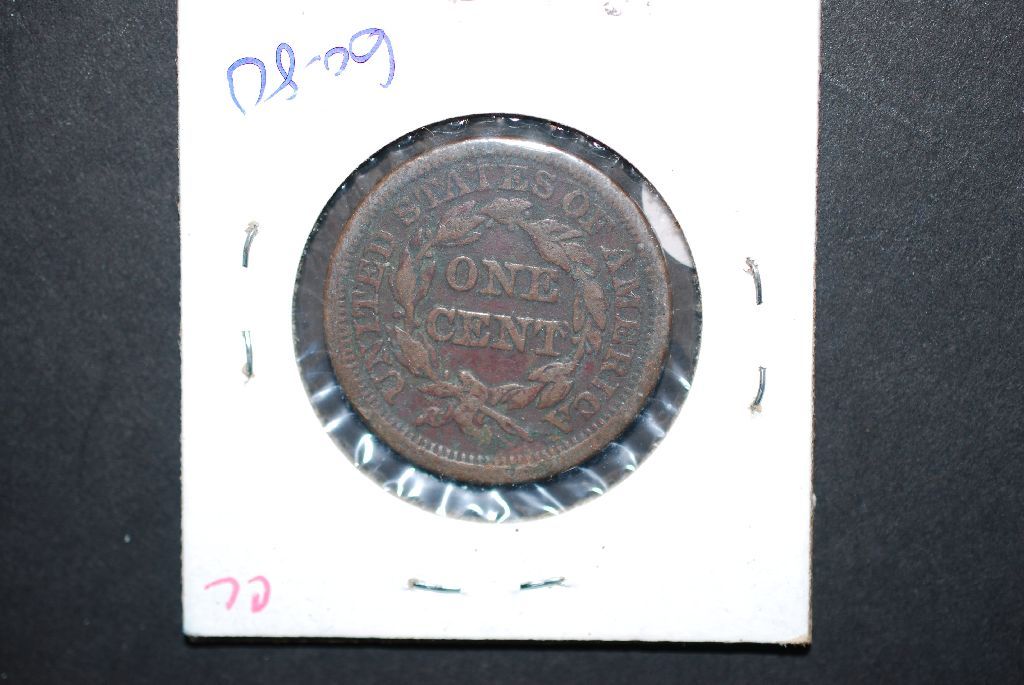 UNITED STATES OF AMERICA
ONE
CENT